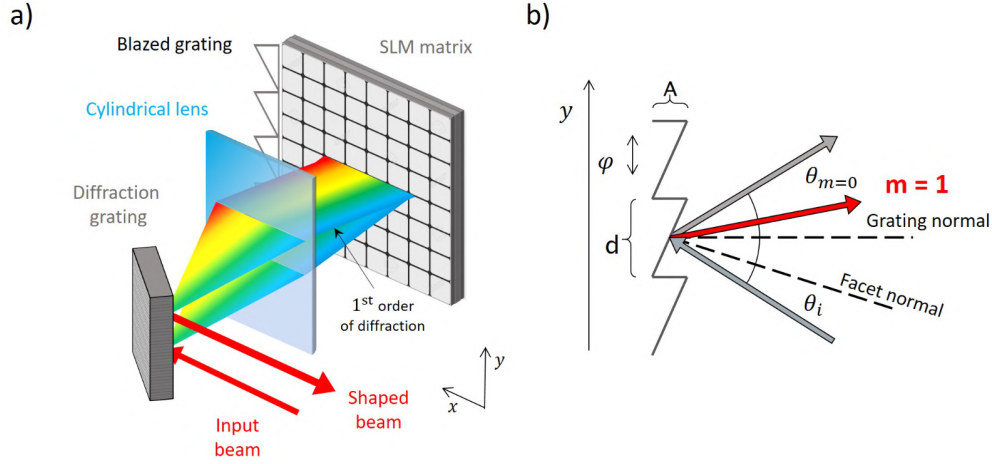 a)
Blazed grating
SLM matrix
Cylindrical lens
Diffraction
grating
1st order
of diffraction
Shaped
beam
Input
beam
y
x
b)
A
y
φ
θm=0
m = 1
Grating normal
d
Facet normal
θi